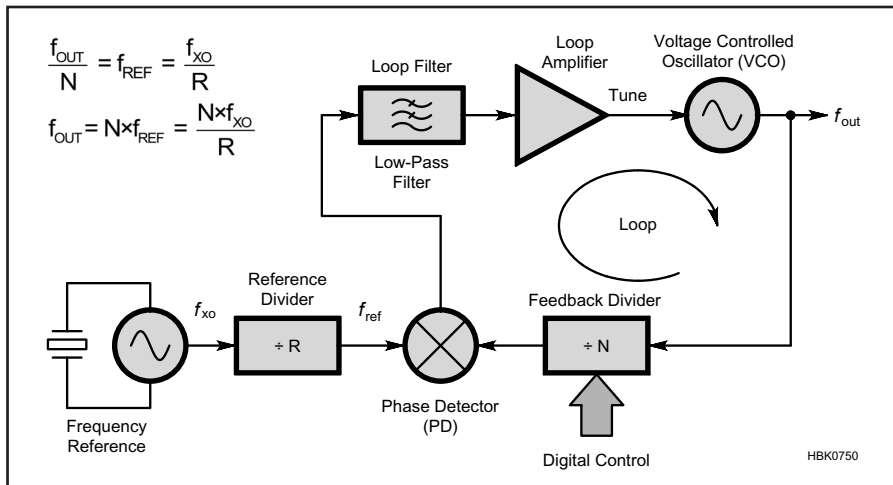 f_OUT/N = f_REF = f_XO/R
f_OUT = N×f_REF = N×f_XO/R
Loop Filter
Low-Pass
Filter
Loop
Amplifier
Tune
Voltage Controlled
Oscillator (VCO)
f_out
Loop
Frequency
Reference
f_xo
Reference
Divider
÷ R
f_ref
Phase Detector
(PD)
Feedback Divider
÷ N
Digital Control
HBK0750